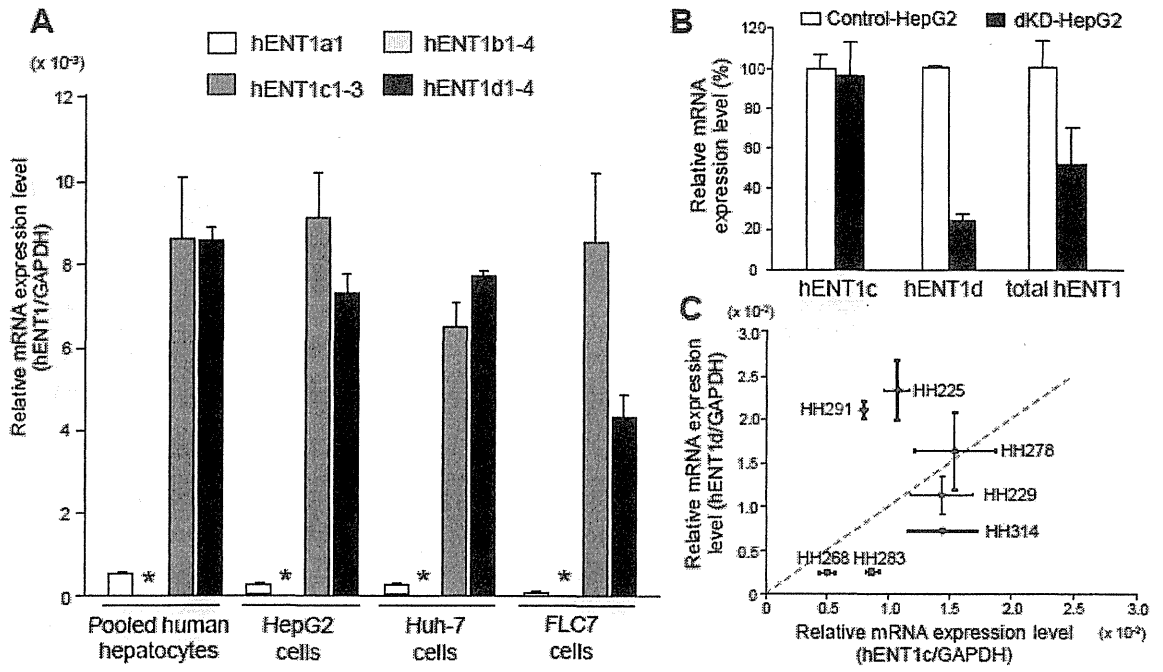 A
(x 10⁻³)
hENT1a1
hENT1b1-4
hENT1c1-3
hENT1d1-4
Relative mRNA expression level
(hENT1/GAPDH)
12
10
8
6
4
2
0
*
*
*
*
Pooled human
hepatocytes
HepG2
cells
Huh-7
cells
FLC7
cells
B
Control-HepG2
dKD-HepG2
Relative mRNA
expression level (%)
120
100
80
60
40
20
0
hENT1c
hENT1d
total hENT1
C
(x 10⁻²)
Relative mRNA expression
level (hENT1d/GAPDH)
3.0
2.5
2.0
1.5
1.0
0.5
0
HH225
HH291
HH278
HH229
HH314
HH268
HH283
0
0.5
1.0
1.5
2.0
2.5
3.0
Relative mRNA expression level
(x 10⁻²)
(hENT1c/GAPDH)